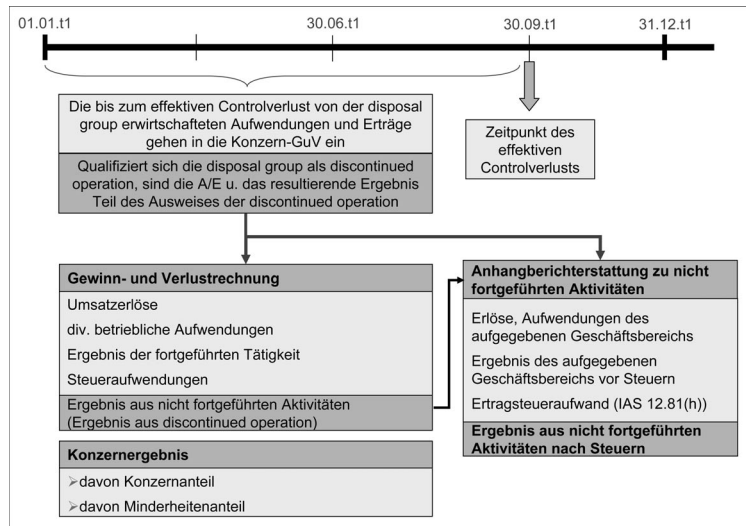 01.01.t1
30.06.t1
30.09.t1
31.12.t1
Die bis zum effektiven Controlverlust von der disposal
group erwirtschafteten Aufwendungen und Erträge
gehen in die Konzern-GuV ein
Qualifiziert sich die disposal group als discontinued
operation, sind die A/E u. das resultierende Ergebnis
Teil des Ausweises der discontinued operation
Zeitpunkt des
effektiven
Controlverlusts
Gewinn- und Verlustrechnung
Umsatzerlöse
div. betriebliche Aufwendungen
Ergebnis der fortgeführten Tätigkeit
Steueraufwendungen
Ergebnis aus nicht fortgeführten Aktivitäten
(Ergebnis aus discontinued operation)
Konzernergebnis
➢davon Konzernanteil
➢davon Minderheitenanteil
Anhangberichterstattung zu nicht
fortgeführten Aktivitäten
Erlöse, Aufwendungen des
aufgegebenen Geschäftsbereichs
Ergebnis des aufgegebenen
Geschäftsbereichs vor Steuern
Ertragsteueraufwand (IAS 12.81(h))
Ergebnis aus nicht fortgeführten
Aktivitäten nach Steuern